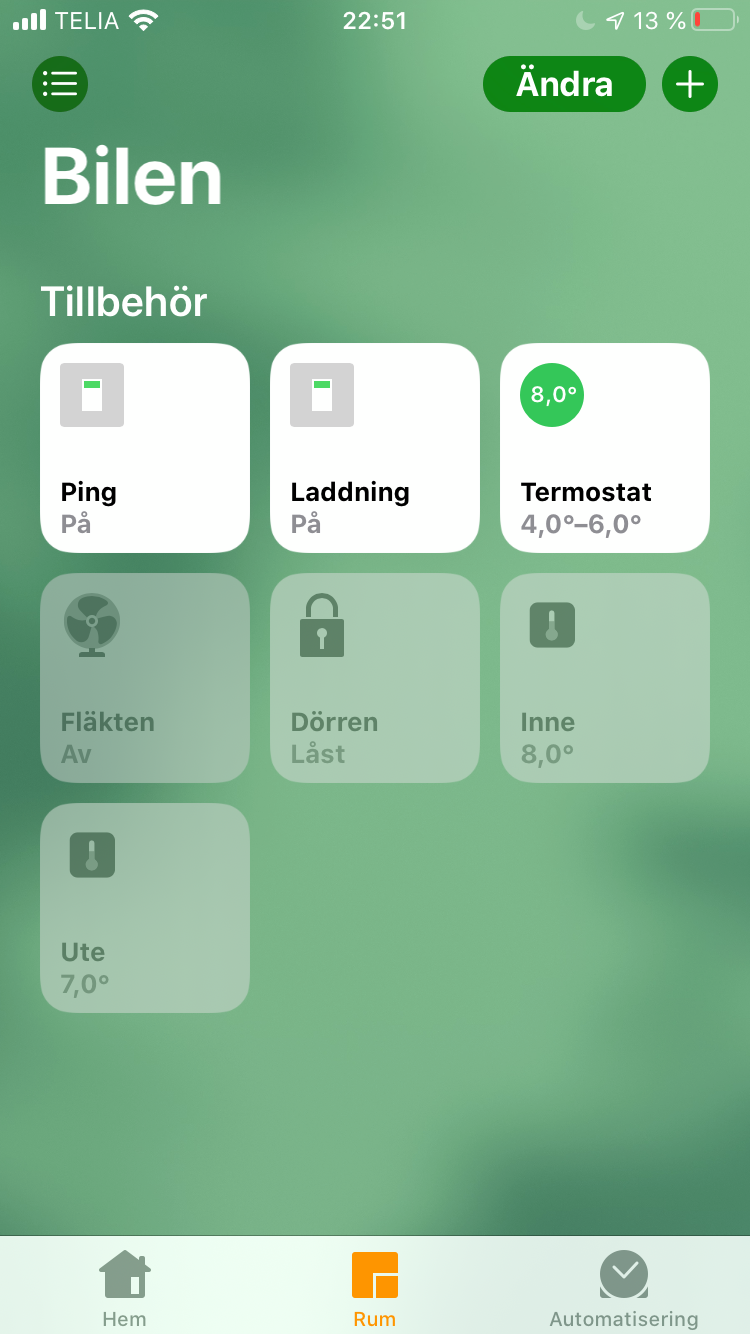 TELIA 22:51 13 %
Ändra
Bilen
Tillbehör
8,0°
Ping Laddning Termostat
På På 4,0°–6,0°
Fläkten Dörren Inne
Av Låst 8,0°
Ute
7,0°
Hem Rum Automatisering